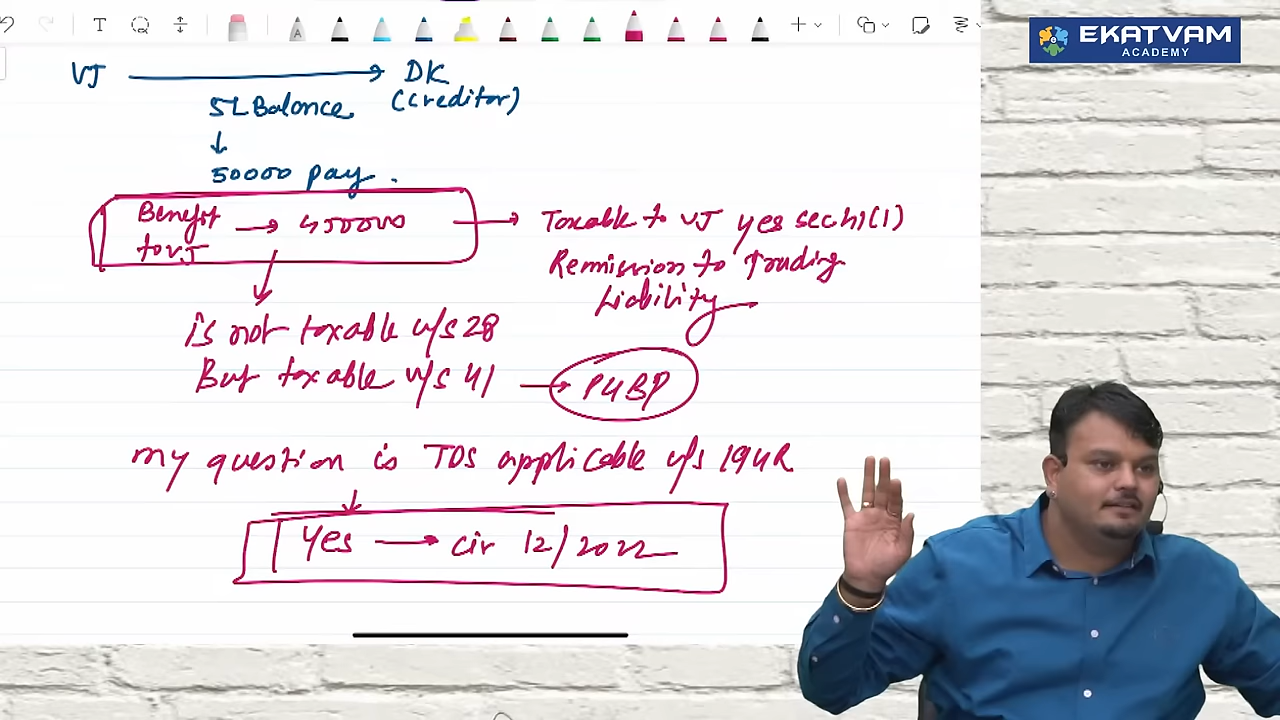 T
A
EKATVAM
ACADEMY
VJ → DK
5L Balance (creditor)
↓
50000 pay.
Benefit to VJ → 450000 → Taxable to VJ yes sec 41(1)
Remission to Trading
Liability
is not taxable u/s 28
But taxable u/s 41 → PGBP
my question is TDS applicable u/s 194R
↓
Yes → cir 12/2022